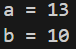 a = 13
b = 10